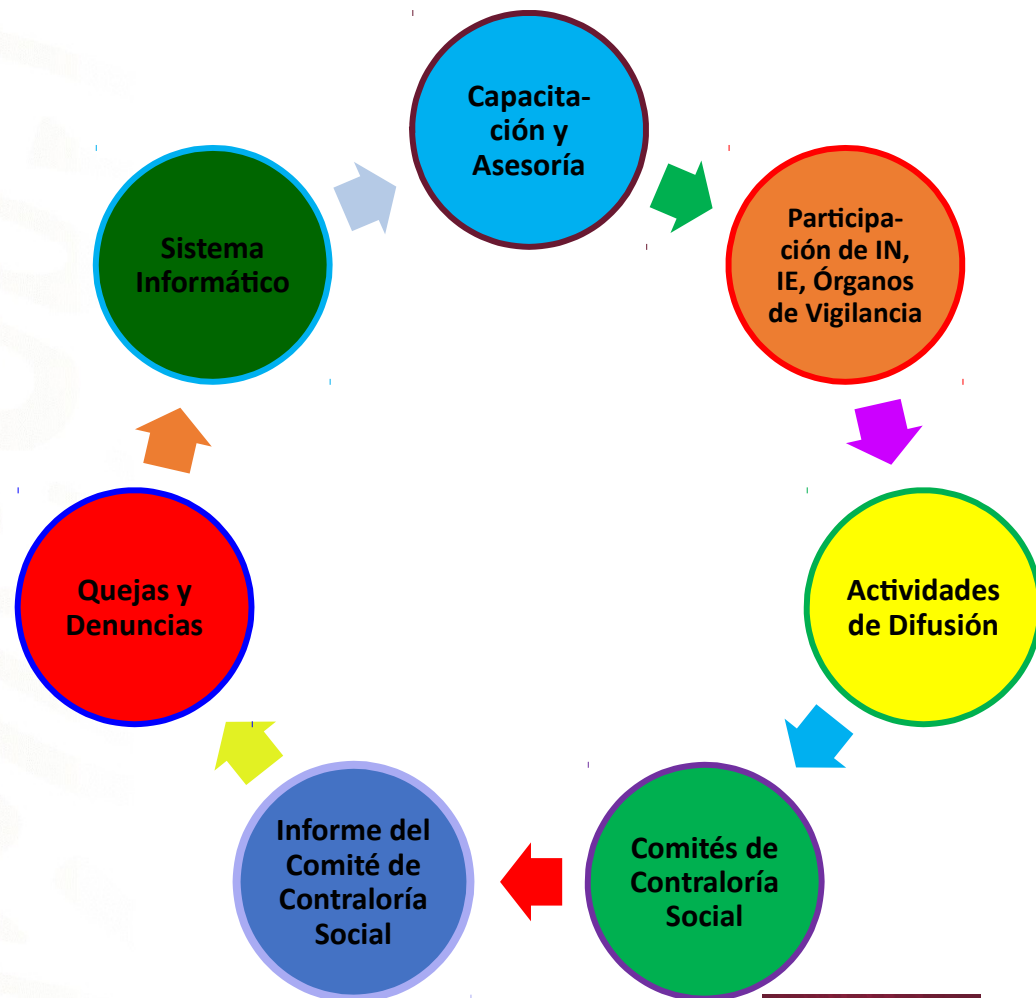 Capacita-
ción y
Asesoría
Participa-
ción de IN,
IE, Órganos
de Vigilancia
Actividades
de Difusión
Comités de
Contraloría
Social
Informe del
Comité de
Contraloría
Social
Quejas y
Denuncias
Sistema
Informático